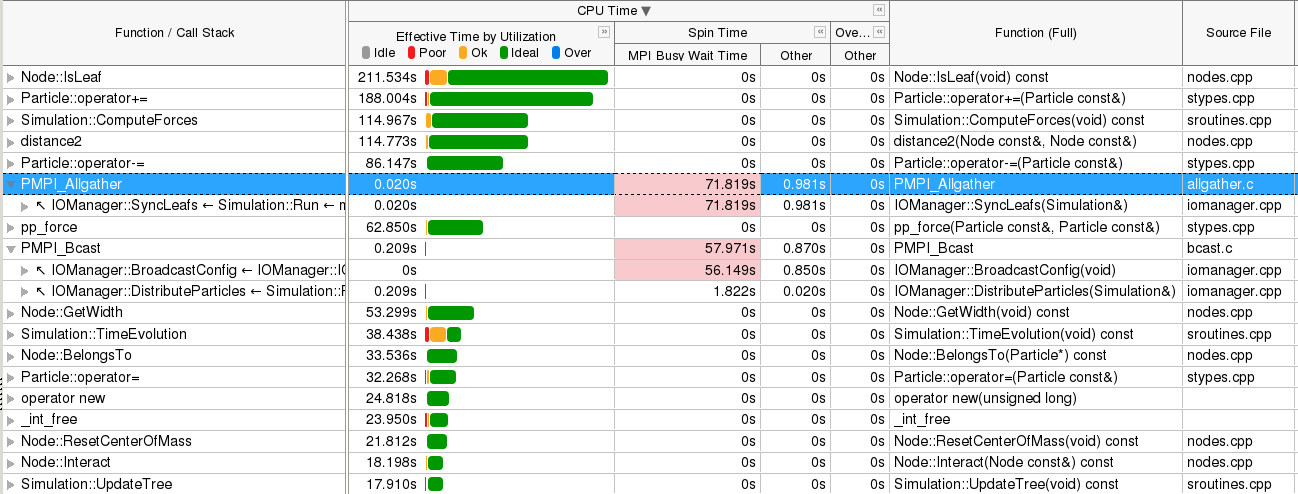 CPU Time ▼ «
Function / Call Stack Effective Time by Utilization » Spin Time « Ove... « Function (Full) Source File
Idle Poor Ok Ideal Over MPI Busy Wait Time Other Other
Node::IsLeaf 211.534s 0s 0s 0s Node::IsLeaf(void) const nodes.cpp
Particle::operator+= 188.004s 0s 0s 0s Particle::operator+=(Particle const&) stypes.cpp
Simulation::ComputeForces 114.967s 0s 0s 0s Simulation::ComputeForces(void) const sroutines.cpp
distance2 114.773s 0s 0s 0s distance2(Node const&, Node const&) nodes.cpp
Particle::operator-= 86.147s 0s 0s 0s Particle::operator-=(Particle const&) stypes.cpp
PMPI_Allgather 0.020s 71.819s 0.981s 0s PMPI_Allgather allgather.c
↖ IOManager::SyncLeafs ← Simulation::Run ← 0.020s 71.819s 0.981s 0s IOManager::SyncLeafs(Simulation&) iomanager.cpp
pp_force 62.850s 0s 0s 0s pp_force(Particle const&, Particle const&) stypes.cpp
PMPI_Bcast 0.209s 57.971s 0.870s 0s PMPI_Bcast bcast.c
↖ IOManager::BroadcastConfig ← IOManager::I 0s 56.149s 0.850s 0s IOManager::BroadcastConfig(void) iomanager.cpp
↖ IOManager::DistributeParticles ← Simulation:: 0.209s 1.822s 0.020s 0s IOManager::DistributeParticles(Simulation&) iomanager.cpp
Node::GetWidth 53.299s 0s 0s 0s Node::GetWidth(void) const nodes.cpp
Simulation::TimeEvolution 38.438s 0s 0s 0s Simulation::TimeEvolution(void) const sroutines.cpp
Node::BelongsTo 33.536s 0s 0s 0s Node::BelongsTo(Particle*) const nodes.cpp
Particle::operator= 32.268s 0s 0s 0s Particle::operator=(Particle const&) stypes.cpp
operator new 24.818s 0s 0s 0s operator new(unsigned long)
_int_free 23.950s 0s 0s 0s _int_free
Node::ResetCenterOfMass 21.812s 0s 0s 0s Node::ResetCenterOfMass(void) const nodes.cpp
Node::Interact 18.198s 0s 0s 0s Node::Interact(Node const&) const nodes.cpp
Simulation::UpdateTree 17.910s 0s 0s 0s Simulation::UpdateTree(void) const sroutines.cpp